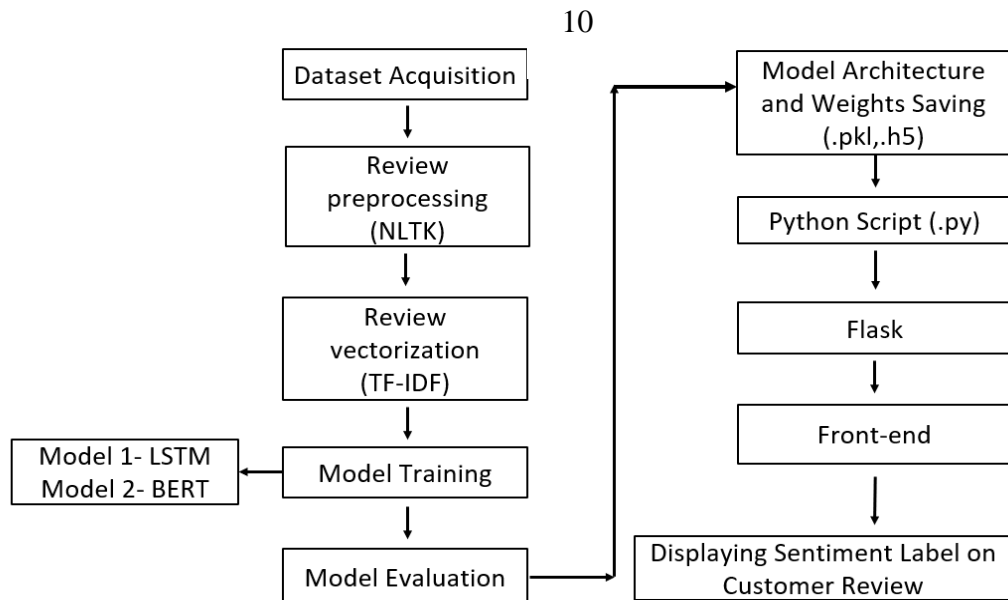 10
Dataset Acquisition
Review
preprocessing
(NLTK)
Review
vectorization
(TF-IDF)
Model 1- LSTM
Model 2- BERT
Model Training
Model Evaluation
Model Architecture
and Weights Saving
(.pkl,.h5)
Python Script (.py)
Flask
Front-end
Displaying Sentiment Label on
Customer Review